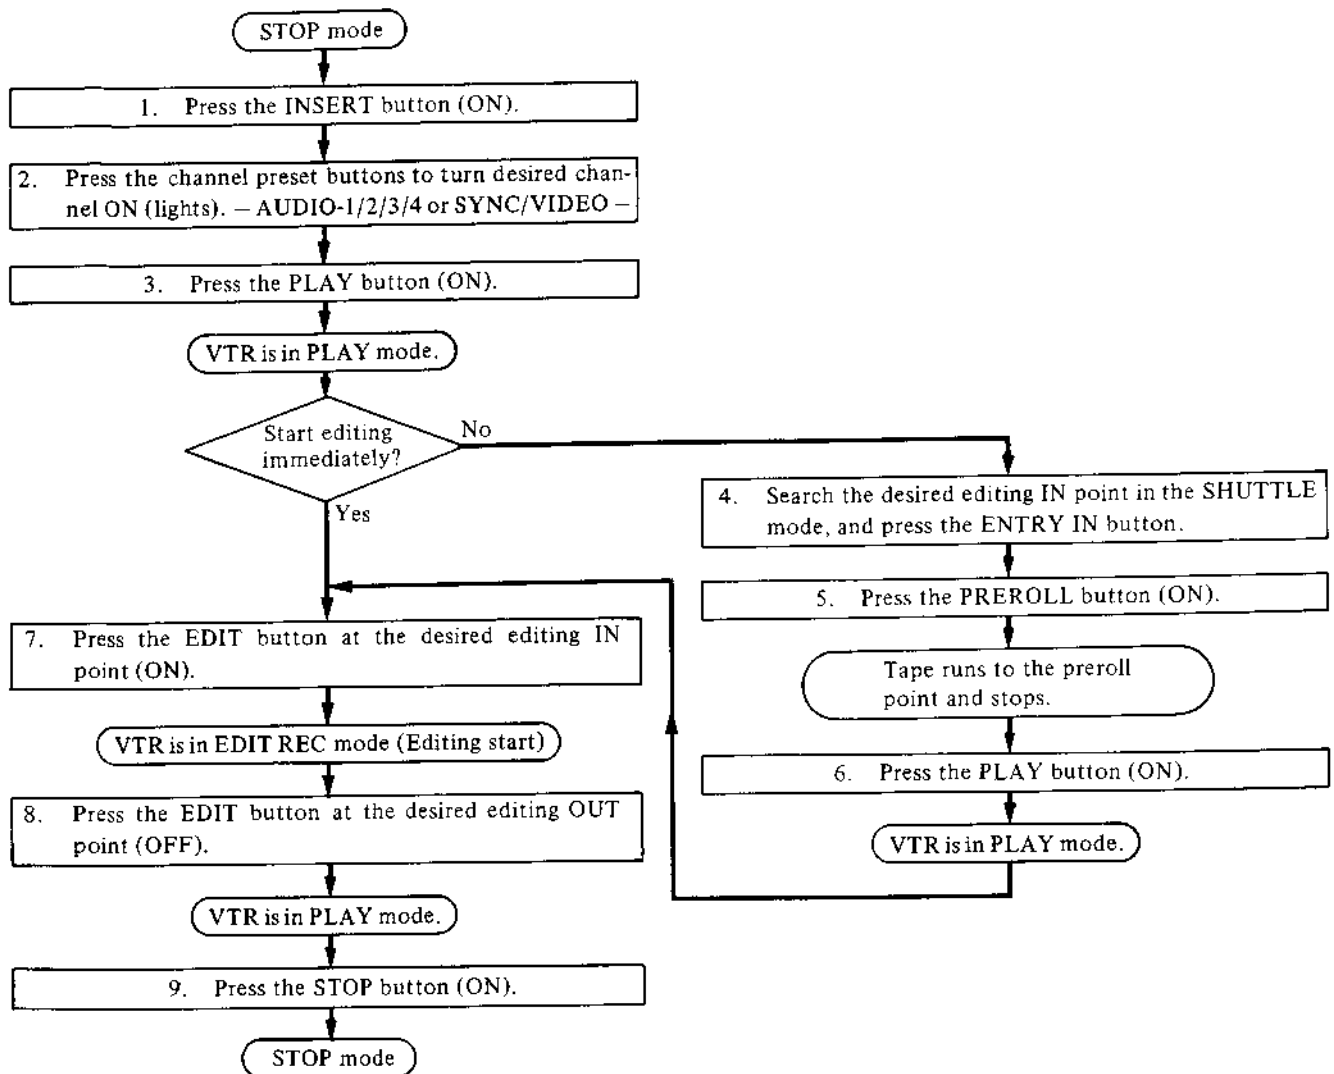 STOP mode
1. Press the INSERT button (ON).
2. Press the channel preset buttons to turn desired chan-
nel ON (lights). – AUDIO-1/2/3/4 or SYNC/VIDEO –
3. Press the PLAY button (ON).
VTR is in PLAY mode.
Start editing
immediately?
No
Yes
4. Search the desired editing IN point in the SHUTTLE
mode, and press the ENTRY IN button.
5. Press the PREROLL button (ON).
Tape runs to the preroll
point and stops.
6. Press the PLAY button (ON).
VTR is in PLAY mode.
7. Press the EDIT button at the desired editing IN
point (ON).
VTR is in EDIT REC mode (Editing start)
8. Press the EDIT button at the desired editing OUT
point (OFF).
VTR is in PLAY mode.
9. Press the STOP button (ON).
STOP mode